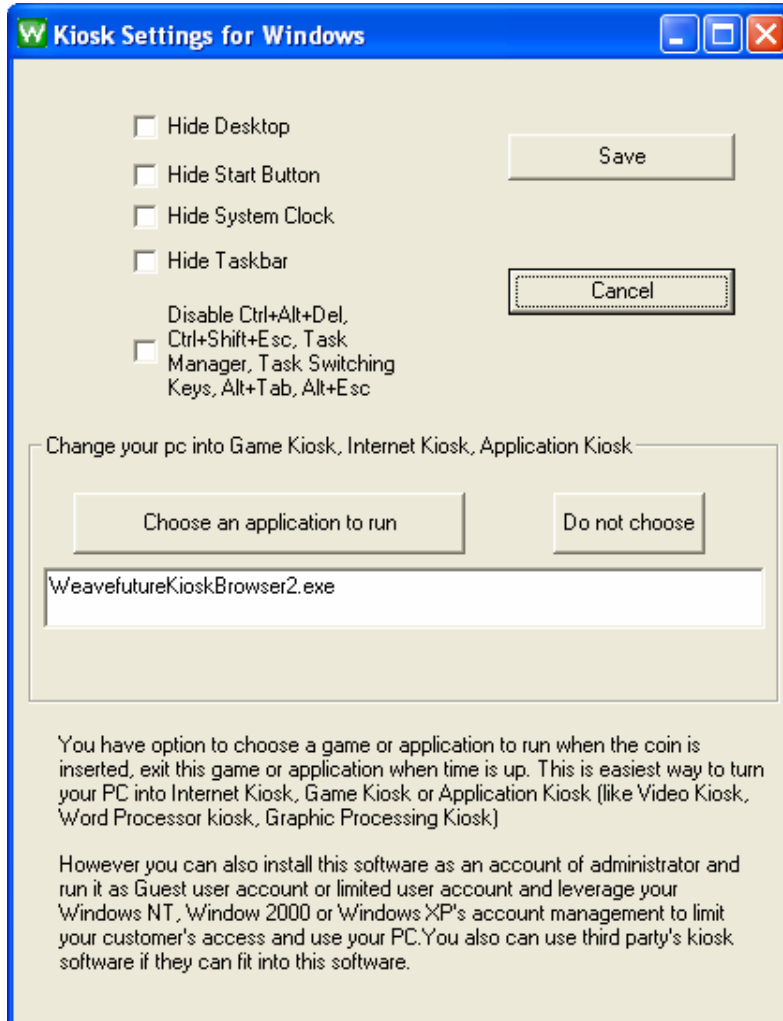 W Kiosk Settings for Windows
Hide Desktop
Save
Hide Start Button
Hide System Clock
Hide Taskbar
Cancel
Disable Ctrl+Alt+Del,
Ctrl+Shift+Esc, Task
Manager, Task Switching
Keys, Alt+Tab, Alt+Esc
Change your pc into Game Kiosk, Internet Kiosk, Application Kiosk
Choose an application to run
Do not choose
WeavefutureKioskBrowser2.exe
You have option to choose a game or application to run when the coin is
inserted, exit this game or application when time is up. This is easiest way to turn
your PC into Internet Kiosk, Game Kiosk or Application Kiosk (like Video Kiosk,
Word Processor kiosk, Graphic Processing Kiosk)
However you can also install this software as an account of administrator and
run it as Guest user account or limited user account and leverage your
Windows NT, Window 2000 or Windows XP's account management to limit
your customer's access and use your PC.You also can use third party's kiosk
software if they can fit into this software.